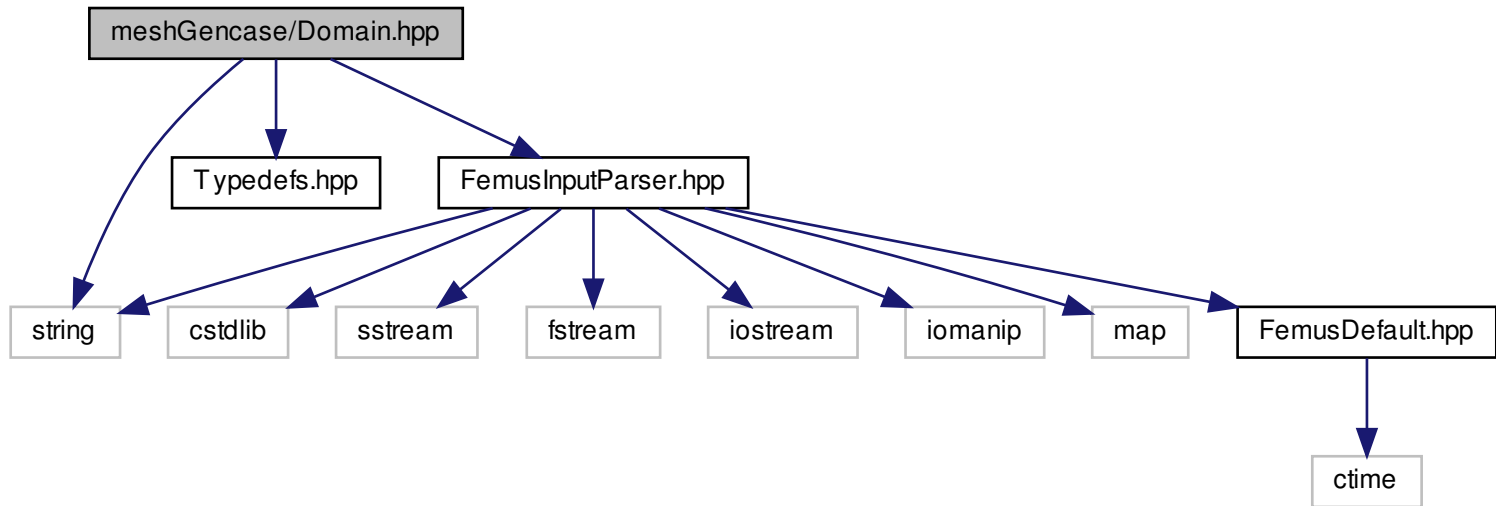 meshGencase/Domain.hpp
Typedefs.hpp
FemusInputParser.hpp
string
cstdlib
sstream
fstream
iostream
iomanip
map
FemusDefault.hpp
ctime